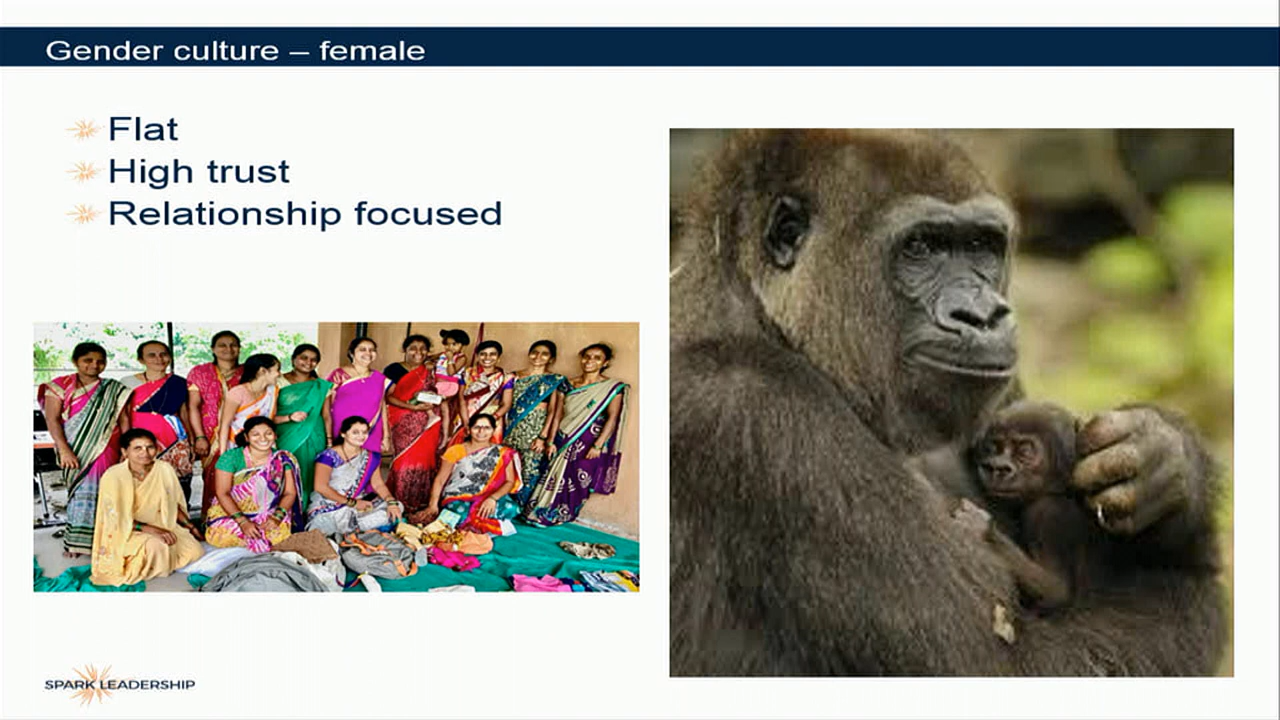 Gender culture – female
Flat
High trust
Relationship focused
SPARK LEADERSHIP